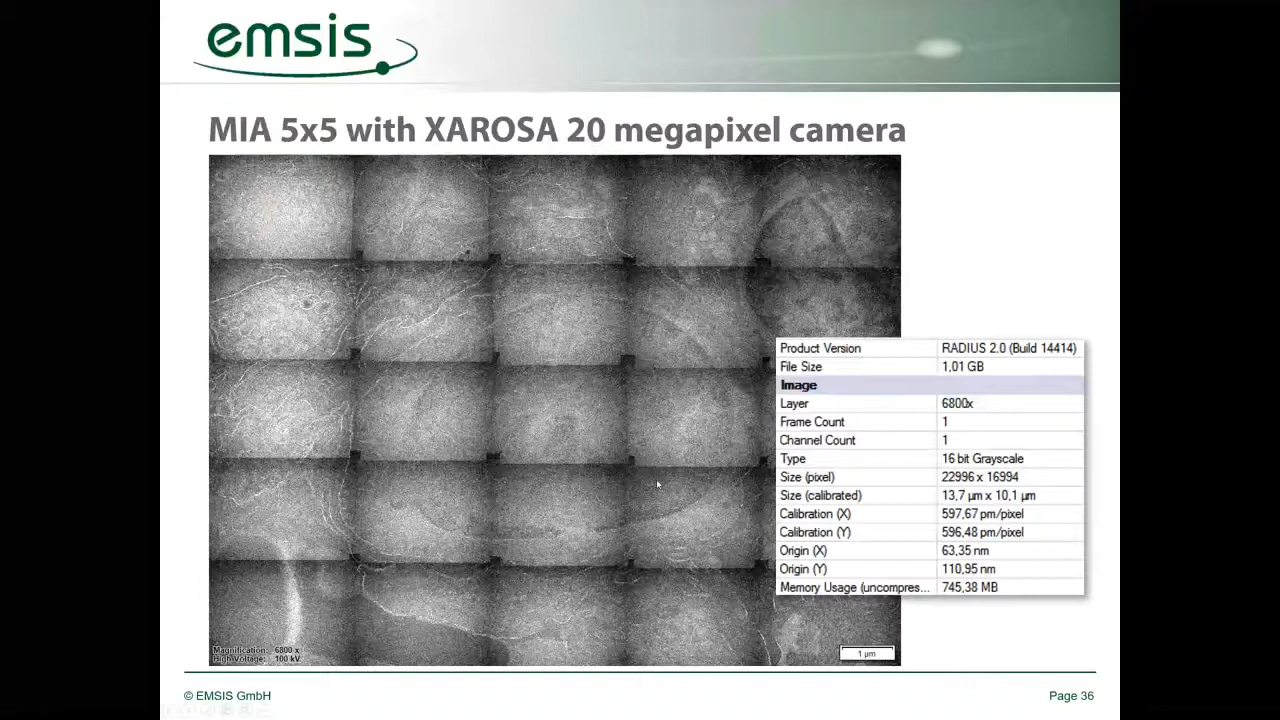 emsis
MIA 5x5 with XAROSA 20 megapixel camera
Product Version RADIUS 2.0 (Build 14414)
File Size 1,01 GB
Image
Layer 6800x
Frame Count 1
Channel Count 1
Type 16 bit Grayscale
Size (pixel) 22996 x 16994
Size (calibrated) 13,7 µm x 10,1 µm
Calibration (X) 597,67 pm/pixel
Calibration (Y) 596,48 pm/pixel
Origin (X) 63,35 nm
Origin (Y) 110,95 nm
Memory Usage (uncompres... 745,38 MB
Magnification: 6800 x
High Voltage: 100 kV
1 µm
© EMSIS GmbH
Page 36